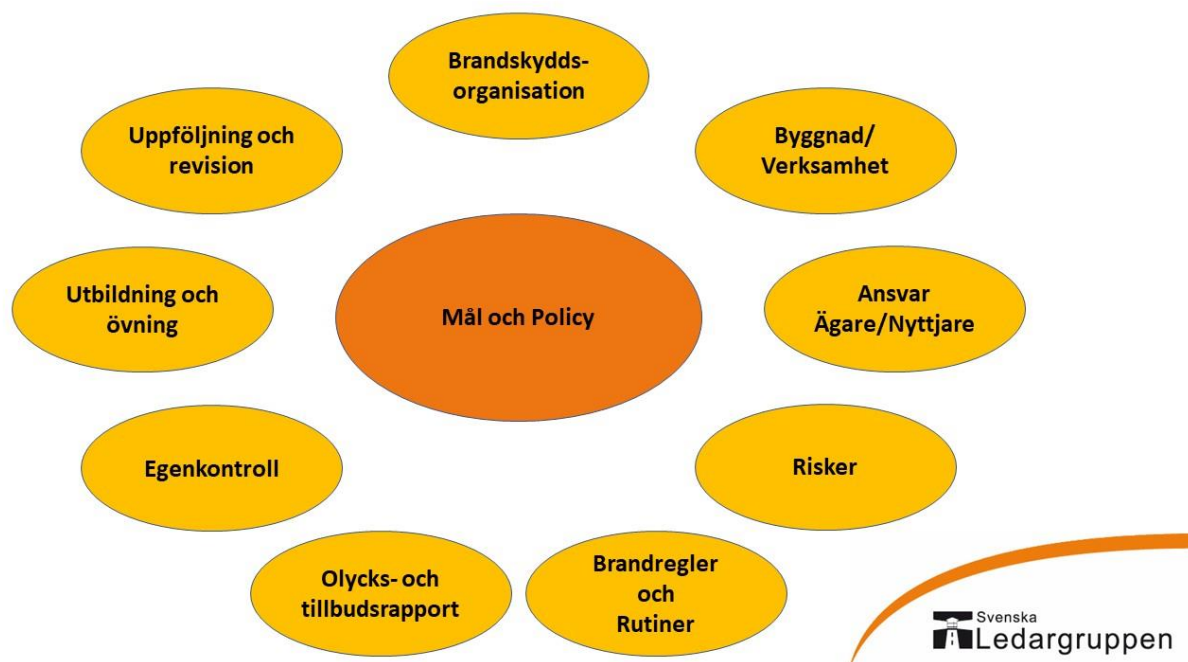 Brandskydds-
organisation
Uppföljning och
revision
Byggnad/
Verksamhet
Utbildning och
övning
Mål och Policy
Ansvar
Ägare/Nyttjare
Egenkontroll
Risker
Olycks- och
tillbudsrapport
Brandregler
och
Rutiner
Svenska
Ledargruppen